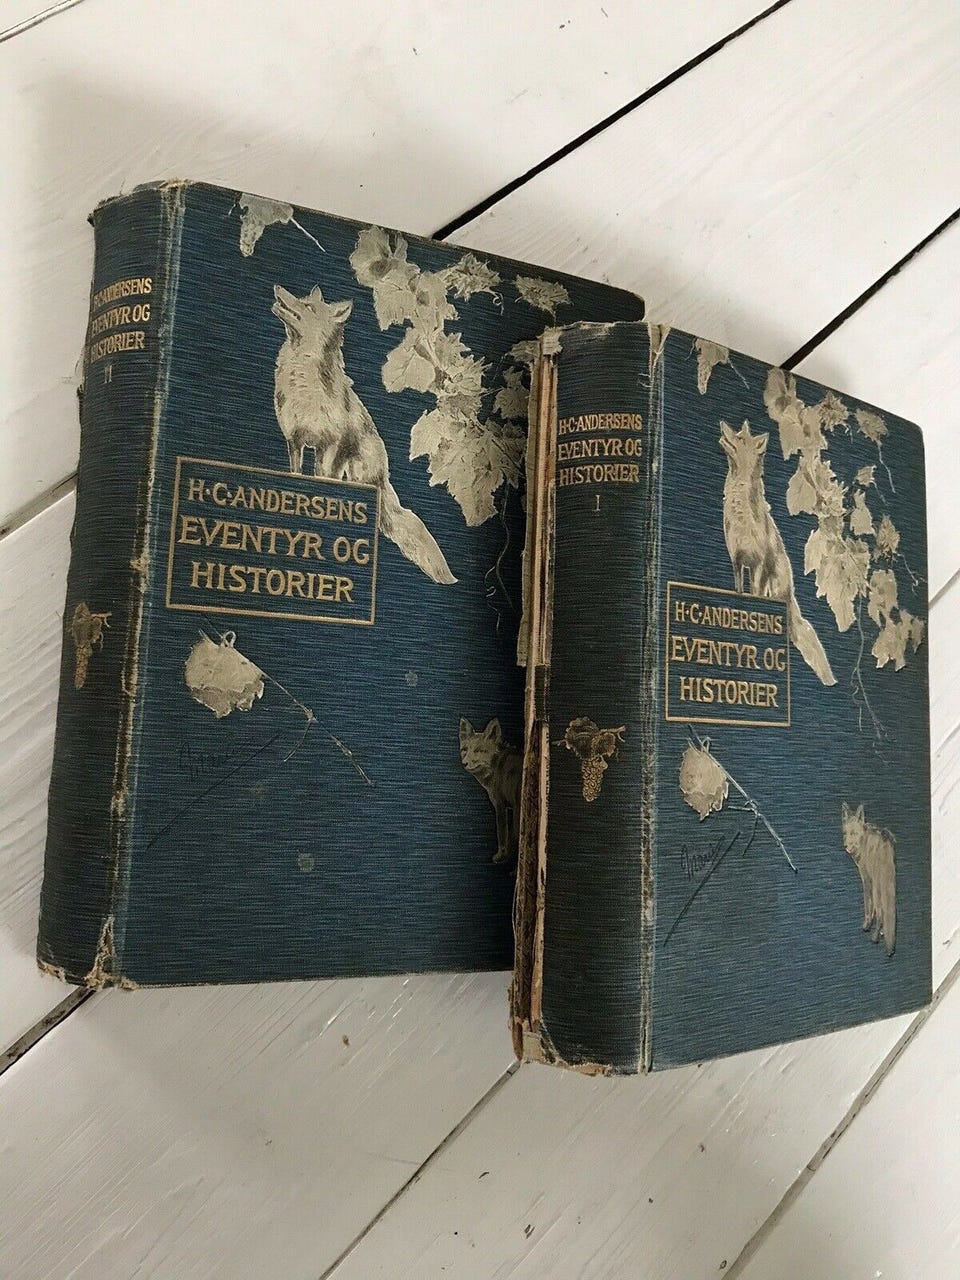 H·C·ANDERSENS
EVENTYR OG
HISTORIER
II
H·C·ANDERSENS
EVENTYR OG
HISTORIER
H·C·ANDERSENS
EVENTYR OG
HISTORIER
I
H·C·ANDERSENS
EVENTYR OG
HISTORIER